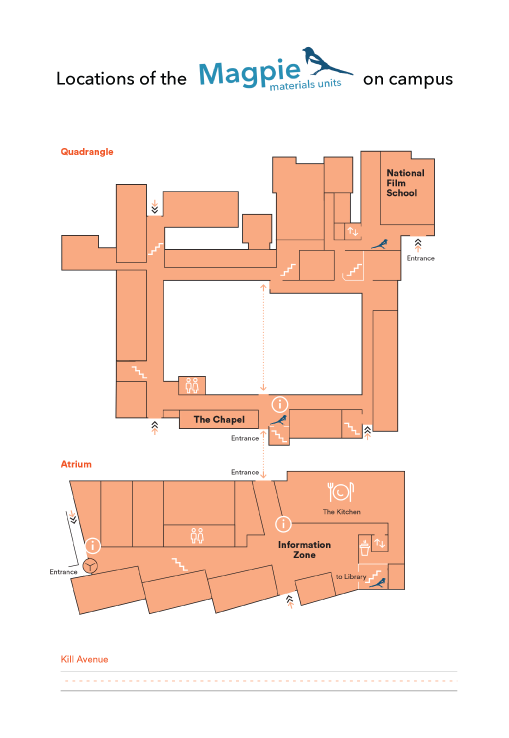 Locations of the Magpie on campus
materials units
Quadrangle
National
Film
School
Entrance
The Chapel
Entrance
Atrium
Entrance
The Kitchen
Information
Zone
Entrance
to Library
Kill Avenue